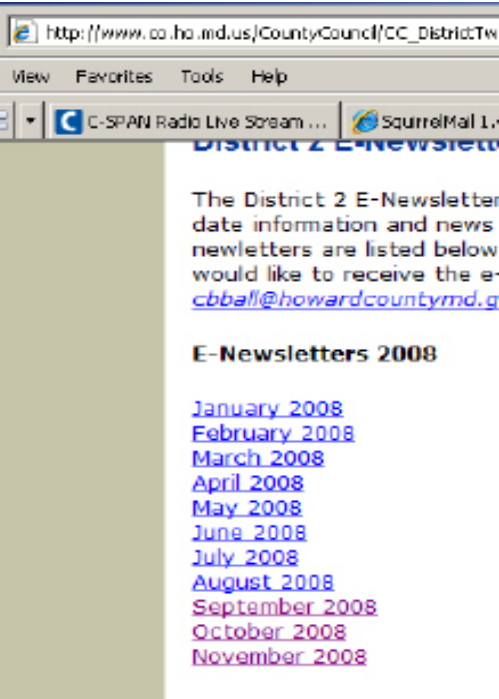 http://www.co.ho.md.us/CountyCouncil/CC_DistrictTw
View Favorites Tools Help
C-SPAN Radio Live Stream ... SquirrelMail 1.
District 2 E-Newslett
The District 2 E-Newsletter
date information and news
newletters are listed below
would like to receive the e-
cbball@howardcountymd.g
E-Newsletters 2008
January 2008
February 2008
March 2008
April 2008
May 2008
June 2008
July 2008
August 2008
September 2008
October 2008
November 2008